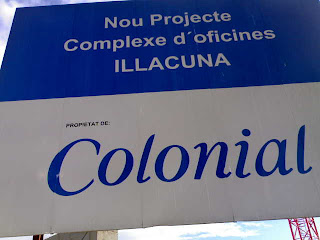 Nou Projecte
Complexe d´oficines
ILLACUNA
PROPIETAT DE:
Colonial